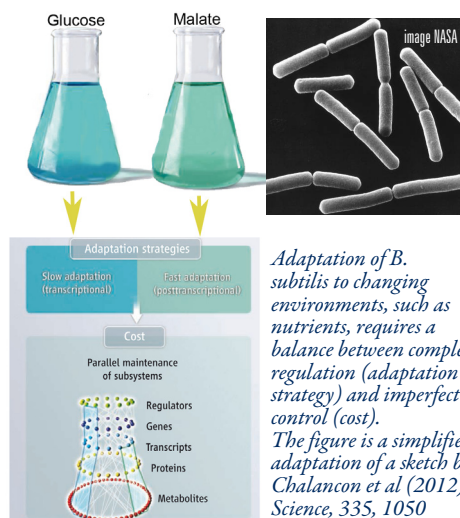 Glucose
Malate
image NASA
Adaptation strategies
Slow adaptation
(transcriptional)
Fast adaptation
(posttranscriptional)
Cost
Parallel maintenance
of subsystems
Regulators
Genes
Transcripts
Proteins
Metabolites
Adaptation of B.
subtilis to changing
environments, such as
nutrients, requires a
balance between comple
regulation (adaptation
strategy) and imperfect
control (cost).
The figure is a simplifie
adaptation of a sketch b
Chalancon et al (2012)
Science, 335, 1050